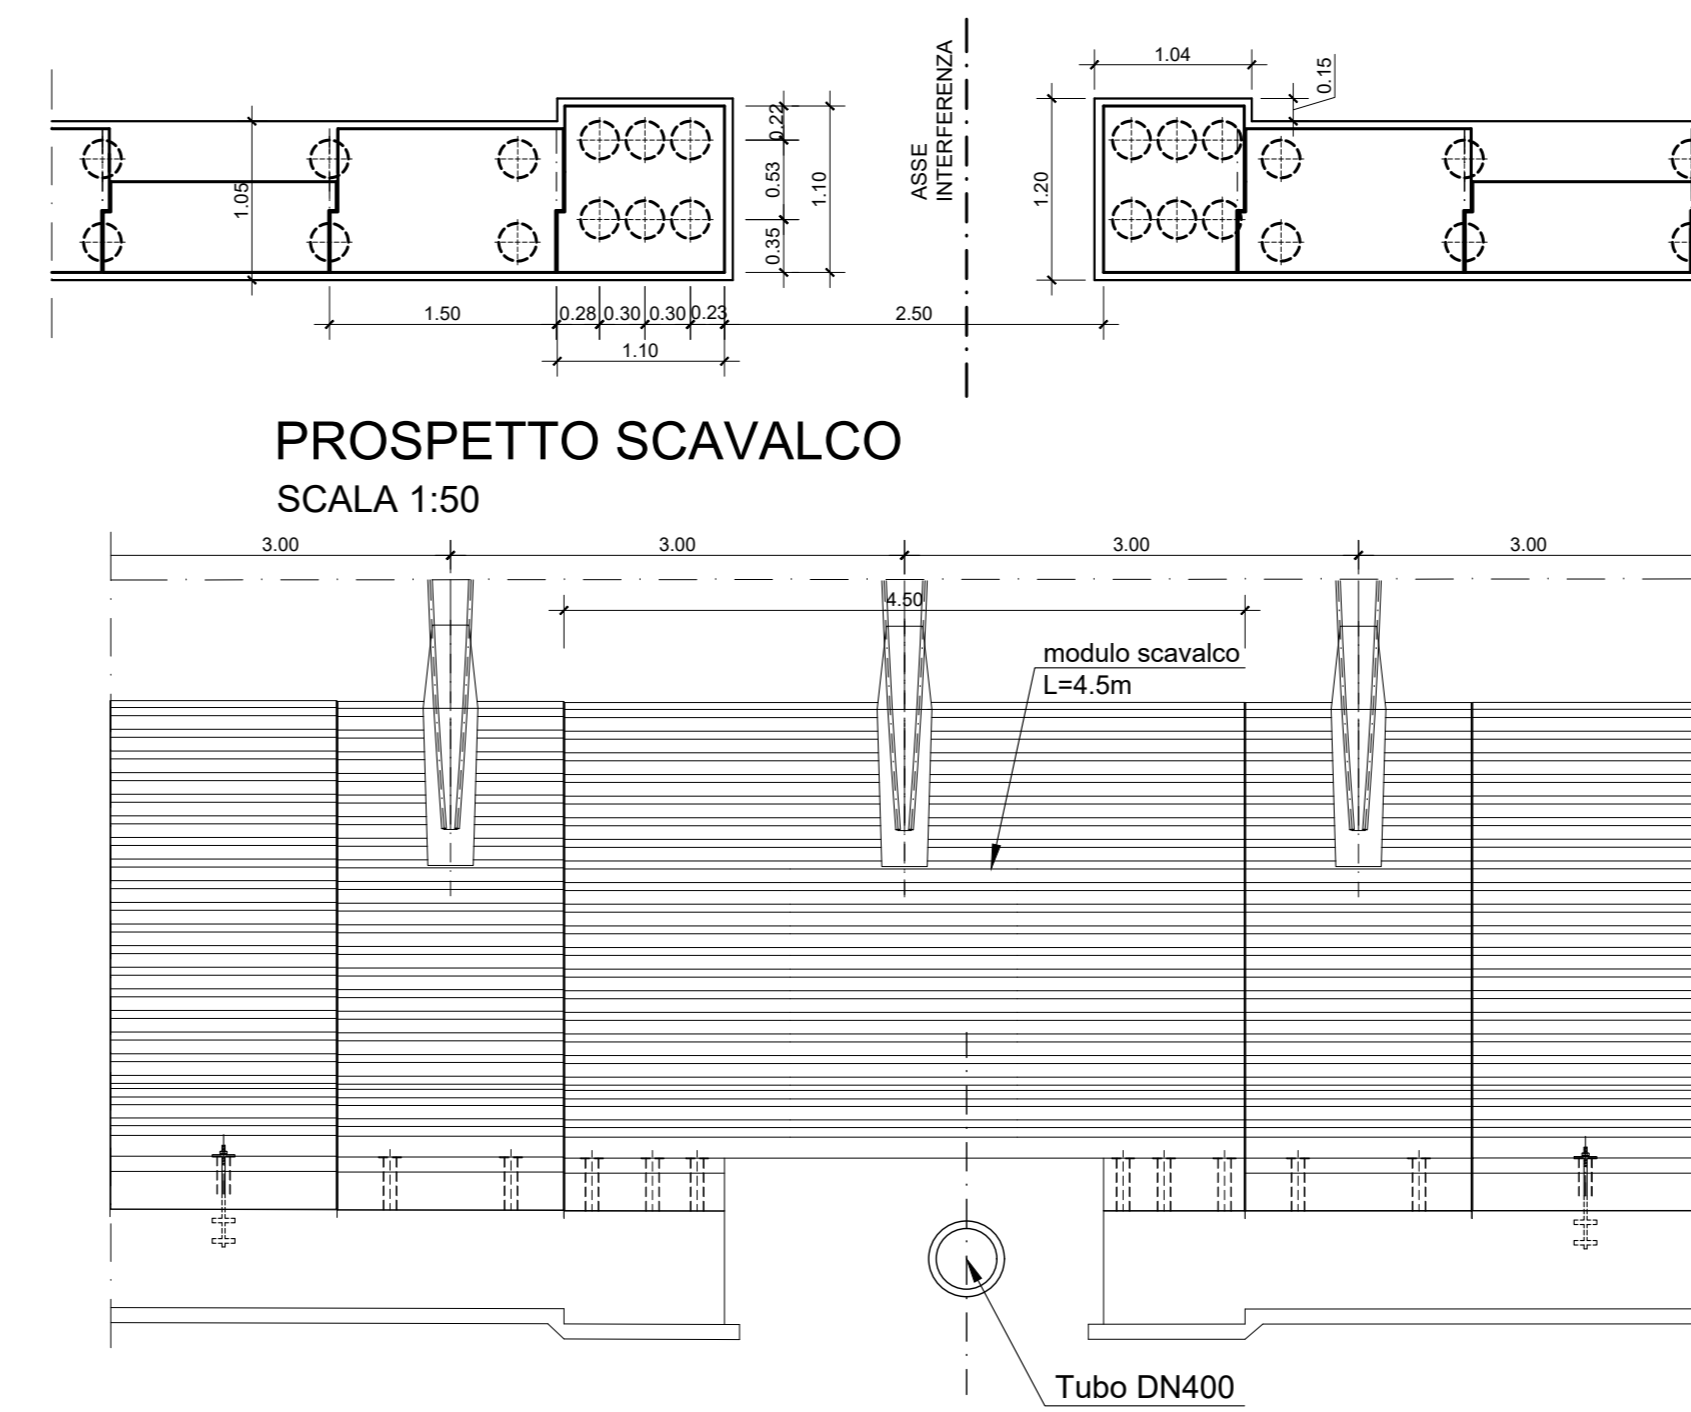 1.04
0.15
ASSE
INTERFERENZA
0.22
0.53
0.35
1.10
1.05
1.20
1.50
0.28
0.30
0.30
0.23
2.50
1.10
PROSPETTO SCAVALCO
SCALA 1:50
3.00
3.00
3.00
3.00
4.50
modulo scavalco
L=4.5m
Tubo DN400